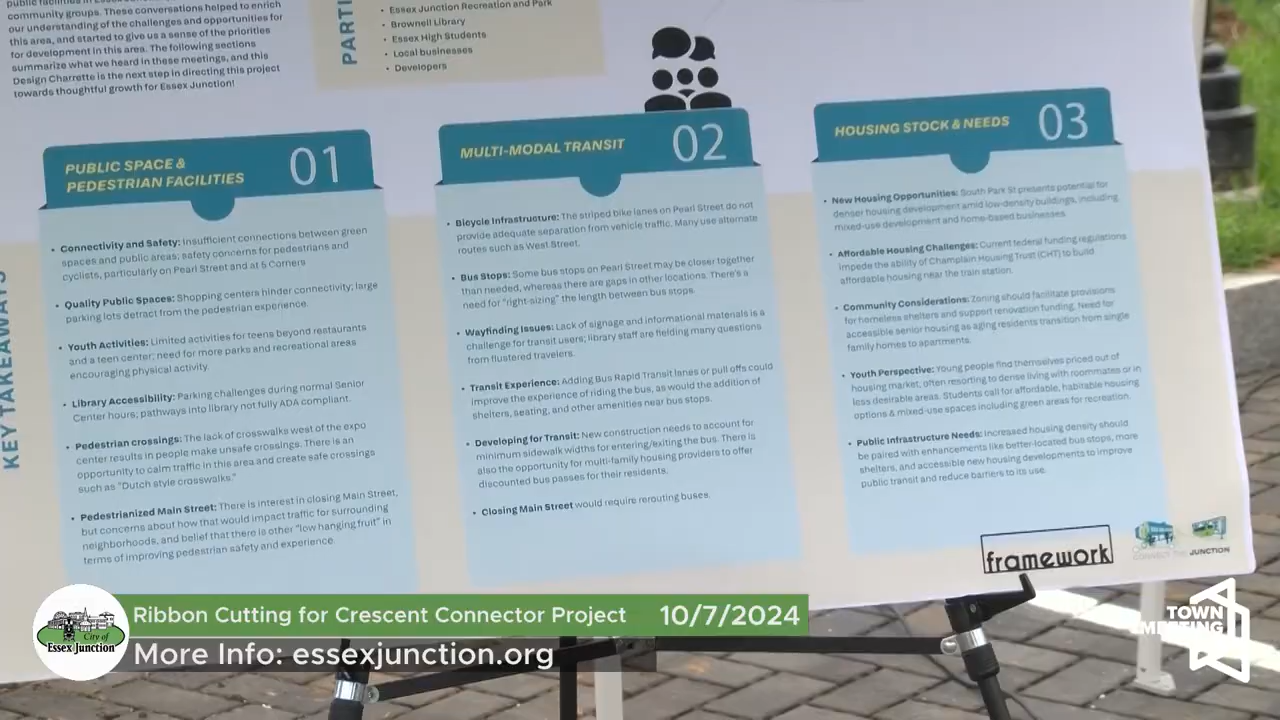 community groups. These conversations helped to enrich
our understanding of the challenges and opportunities for
this area, and started to give us a sense of the priorities
for development in this area. The following sections
summarize what we heard in these meetings, and this
Design Charrette is the next step in directing this project
towards thoughtful growth for Essex Junction!
PARTI
• Essex Junction Recreation and Park
• Brownell Library
• Essex High Students
• Local businesses
• Developers
KEY TAKEAWAYS
PUBLIC SPACE &
PEDESTRIAN FACILITIES
01
• Connectivity and Safety: Insufficient connections between green
spaces and public areas; safety concerns for pedestrians and
cyclists, particularly on Pearl Street and at 5 Corners
• Quality Public Spaces: Shopping centers hinder connectivity; large
parking lots detract from the pedestrian experience.
• Youth Activities: Limited activities for teens beyond restaurants
and a teen center; need for more parks and recreational areas
encouraging physical activity.
• Library Accessibility: Parking challenges during normal Senior
Center hours; pathways into library not fully ADA compliant.
• Pedestrian crossings: The lack of crosswalks west of the expo
center results in people make unsafe crossings. There is an
opportunity to calm traffic in this area and create safe crossings
such as "Dutch style crosswalks."
• Pedestrianized Main Street: There is interest in closing Main Street,
but concerns about how that would impact traffic for surrounding
neighborhoods, and belief that there is other "low hanging fruit" in
terms of improving pedestrian safety and experience.
MULTI-MODAL TRANSIT
02
• Bicycle Infrastructure: The striped bike lanes on Pearl Street do not
provide adequate separation from vehicle traffic. Many use alternate
routes such as West Street.
• Bus Stops: Some bus stops on Pearl Street may be closer together
than needed, whereas there are gaps in other locations. There's a
need for "right-sizing" the length between bus stops.
• Wayfinding Issues: Lack of signage and informational materials is a
challenge for transit users; library staff are fielding many questions
from flustered travelers.
• Transit Experience: Adding Bus Rapid Transit lanes or pull offs could
improve the experience of riding the bus, as would the addition of
shelters, seating, and other amenities near bus stops.
• Developing for Transit: New construction needs to account for
minimum sidewalk widths for entering/exiting the bus. There is
also the opportunity for multi-family housing providers to offer
discounted bus passes for their residents.
• Closing Main Street would require rerouting buses.
HOUSING STOCK & NEEDS
03
• New Housing Opportunities: South Park St presents potential for
denser housing development amid low-density buildings, including
mixed-use development and home-based businesses.
• Affordable Housing Challenges: Current federal funding regulations
impede the ability of Champlain Housing Trust (CHT) to build
affordable housing near the train station.
• Community Considerations: Zoning should facilitate provisions
for homeless shelters and support renovation funding. Need for
accessible senior housing as aging residents transition from single
family homes to apartments.
• Youth Perspective: Young people find themselves priced out of
housing market, often resorting to dense living with roommates or in
less desirable areas. Students call for affordable, habitable housing
options & mixed-use spaces including green areas for recreation.
• Public Infrastructure Needs: Increased housing density should
be paired with enhancements like better-located bus stops, more
shelters, and accessible new housing developments to improve
public transit and reduce barriers to its use.
framework
CONNECT THE JUNCTION
City of
Essex Junction
Ribbon Cutting for Crescent Connector Project 10/7/2024
More Info: essexjunction.org
TOWN
MEETING